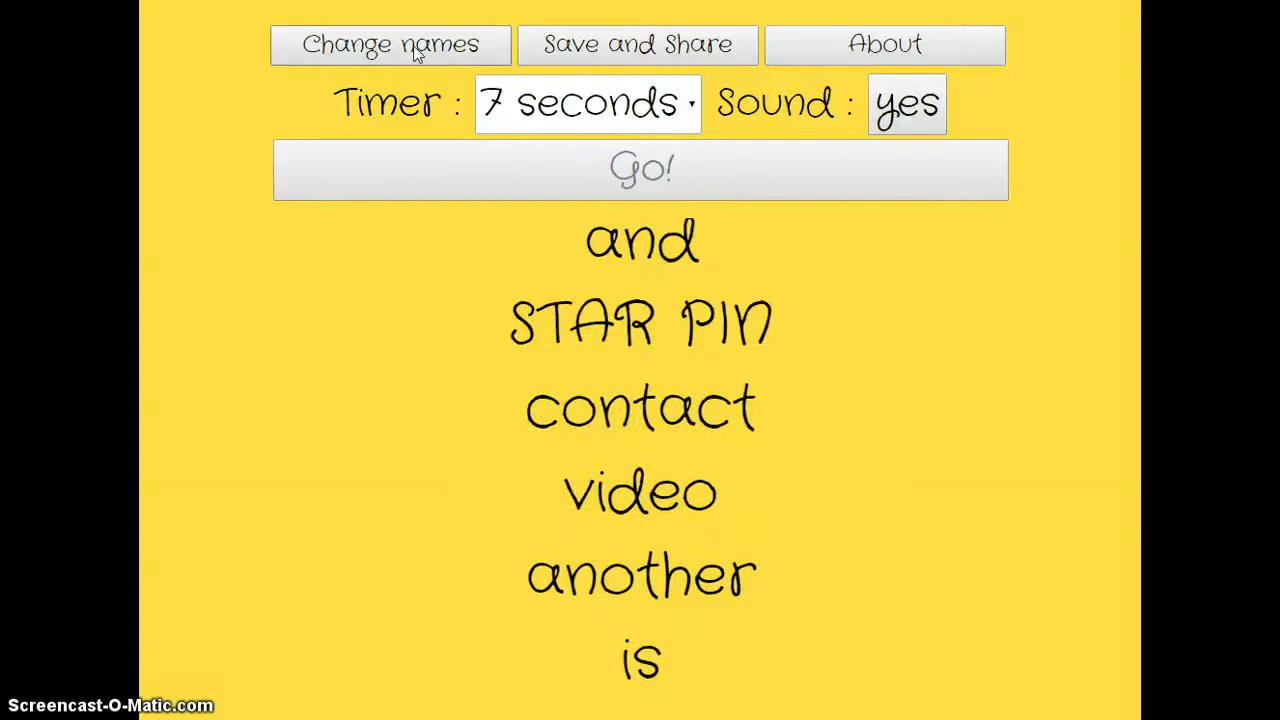 Change names Save and Share About
Timer : 7 seconds Sound : yes
Go!
and
STAR PIN
contact
video
another
is
Screencast-O-Matic.com